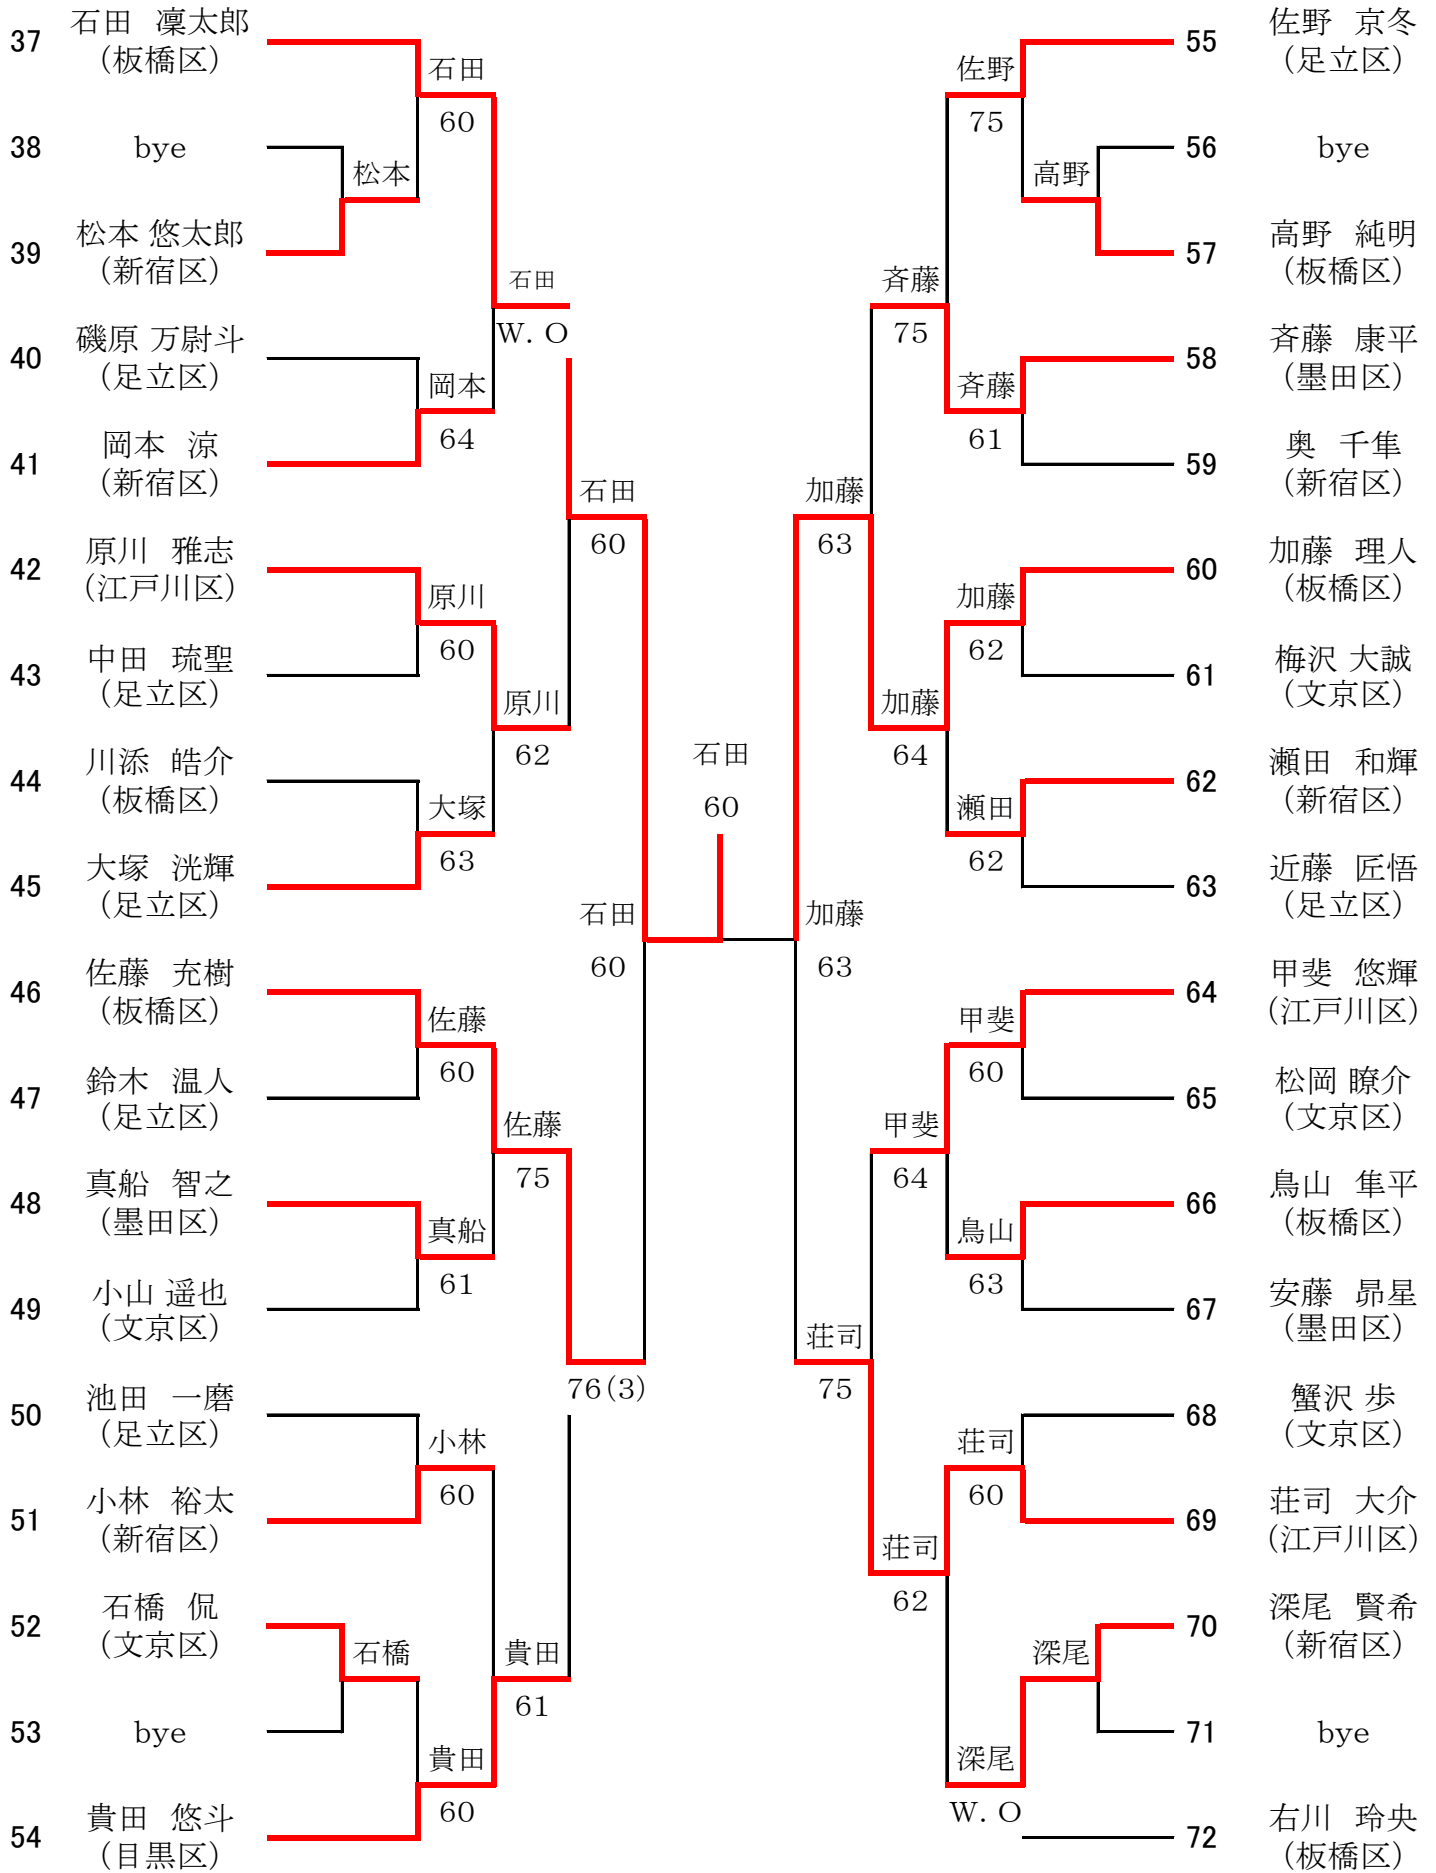 37 石田 凜太郎
(板橋区)
石田
60
38 bye
松本
39 松本 悠太郎
(新宿区)
石田
W. O
40 磯原 万尉斗
(足立区)
岡本
64
41 岡本 涼
(新宿区)
石田
60
42 原川 雅志
(江戸川区)
原川
60
43 中田 琉聖
(足立区)
原川
62
44 川添 皓介
(板橋区)
大塚
63
45 大塚 洸輝
(足立区)
石田
60
46 佐藤 充樹
(板橋区)
佐藤
60
47 鈴木 温人
(足立区)
佐藤
75
48 真船 智之
(墨田区)
真船
61
49 小山 遥也
(文京区)
76(3)
50 池田 一磨
(足立区)
小林
60
51 小林 裕太
(新宿区)
52 石橋 侃
(文京区)
石橋
貴田
61
53 bye
貴田
60
54 貴田 悠斗
(目黒区)
石田
60
佐野 京冬
55
(足立区)
佐野
75
56 bye
高野
57 高野 純明
(板橋区)
斉藤
75
58 斉藤 康平
(墨田区)
斉藤
61
59 奥 千隼
(新宿区)
加藤
63
60 加藤 理人
(板橋区)
加藤
62
61 梅沢 大誠
(文京区)
加藤
64
62 瀬田 和輝
(新宿区)
瀬田
62
63 近藤 匠悟
(足立区)
加藤
63
64 甲斐 悠輝
(江戸川区)
甲斐
60
65 松岡 瞭介
(文京区)
甲斐
64
66 鳥山 隼平
(板橋区)
鳥山
63
67 安藤 昴星
(墨田区)
荘司
75
68 蟹沢 歩
(文京区)
荘司
60
69 荘司 大介
(江戸川区)
荘司
62
70 深尾 賢希
(新宿区)
深尾
71 bye
深尾
W. O
72 右川 玲央
(板橋区)